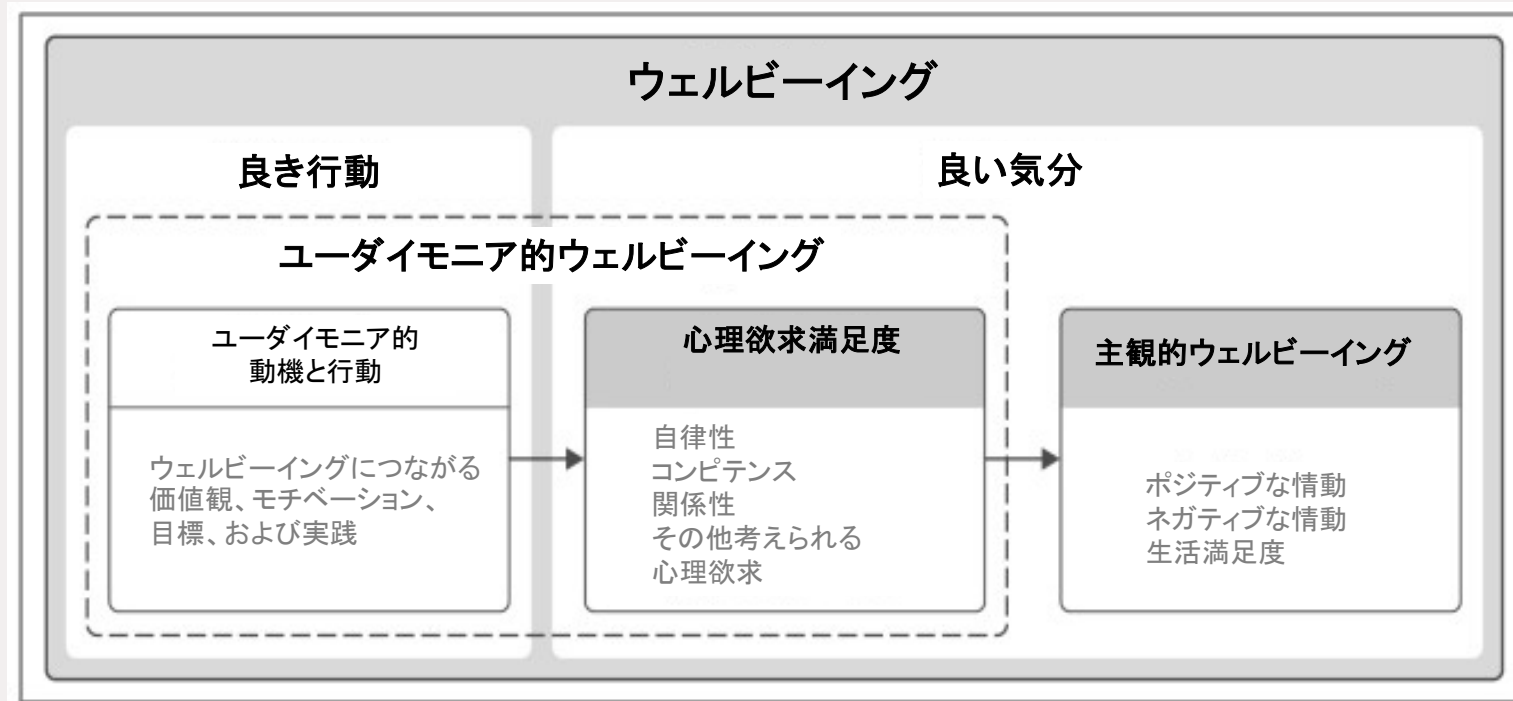 ウェルビーイング
良き行動
良い気分
ユーダイモニア的ウェルビーイング
ユーダイモニア的
動機と行動
ウェルビーイングにつながる
価値観、モチベーション、
目標、および実践
心理欲求満足度
自律性
コンピテンス
関係性
その他考えられる
心理欲求
主観的ウェルビーイング
ポジティブな情動
ネガティブな情動
生活満足度